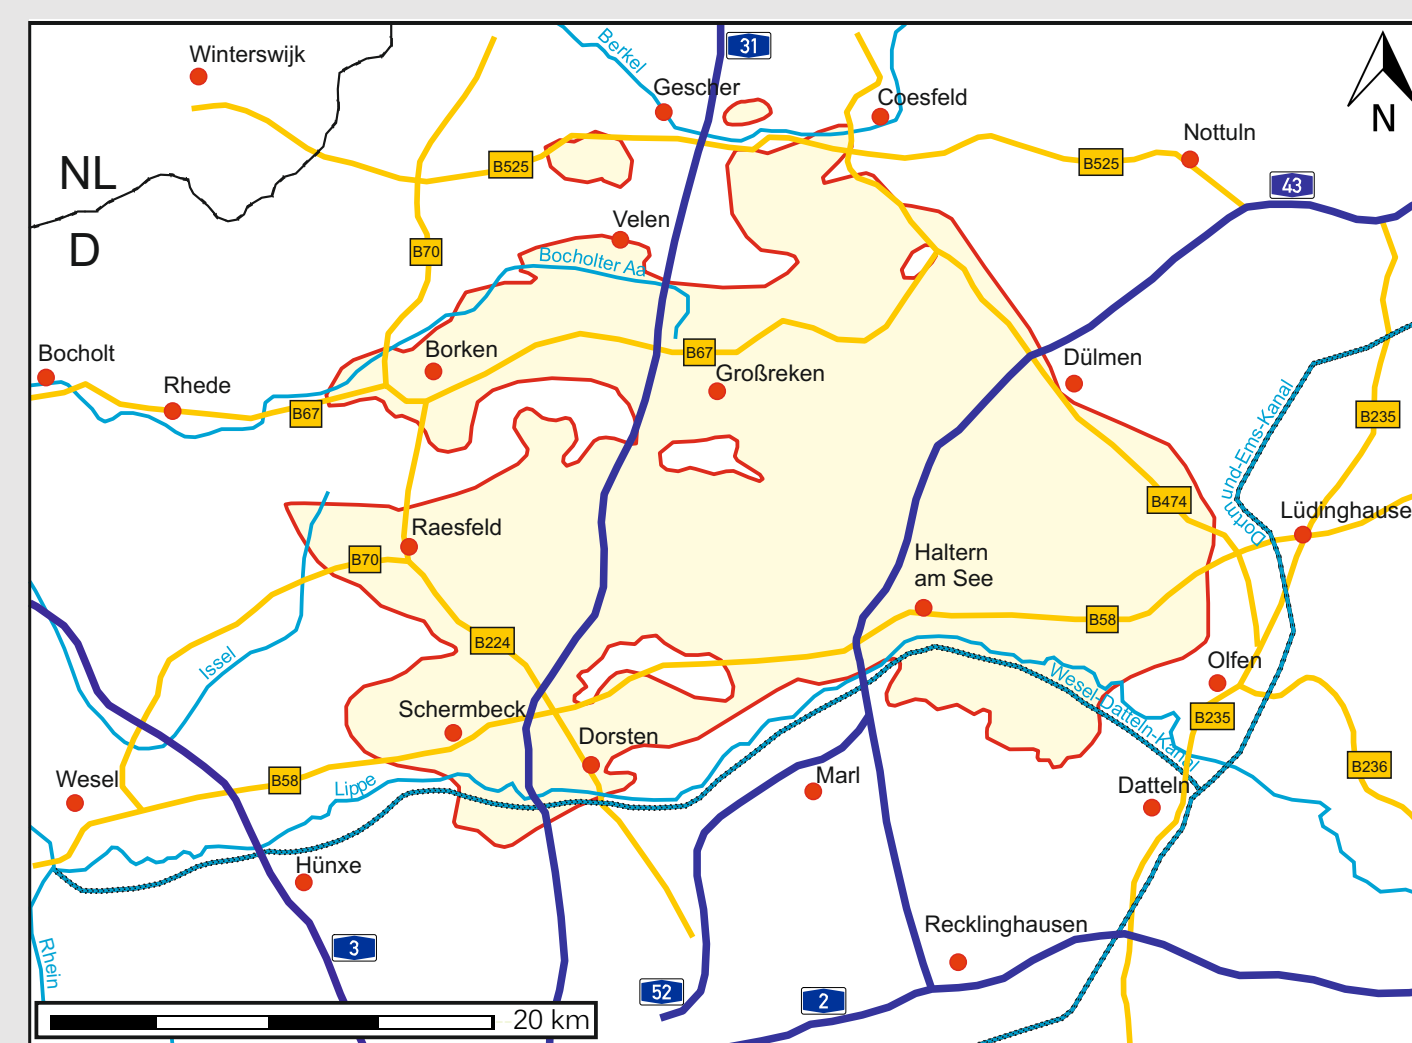 Winterswijk
Berkel
31
Gescher
Coesfeld
Nottuln
N
NL
B525
B525
43
D
Velen
B70
Bocholter Aa
Bocholt
Borken
B67
Großreken
Dülmen
Rhede
B67
B235
Dortmund-Ems-Kanal
B474
Lüdinghause
Raesfeld
B70
Haltern
am See
B58
B224
Issel
Olfen
Wesel-Datteln-Kanal
Schermbeck
B235
Dorsten
B236
Wesel
B58
Lippe
Marl
Datteln
Hünxe
Recklinghausen
3
Rhein
52
2
20 km